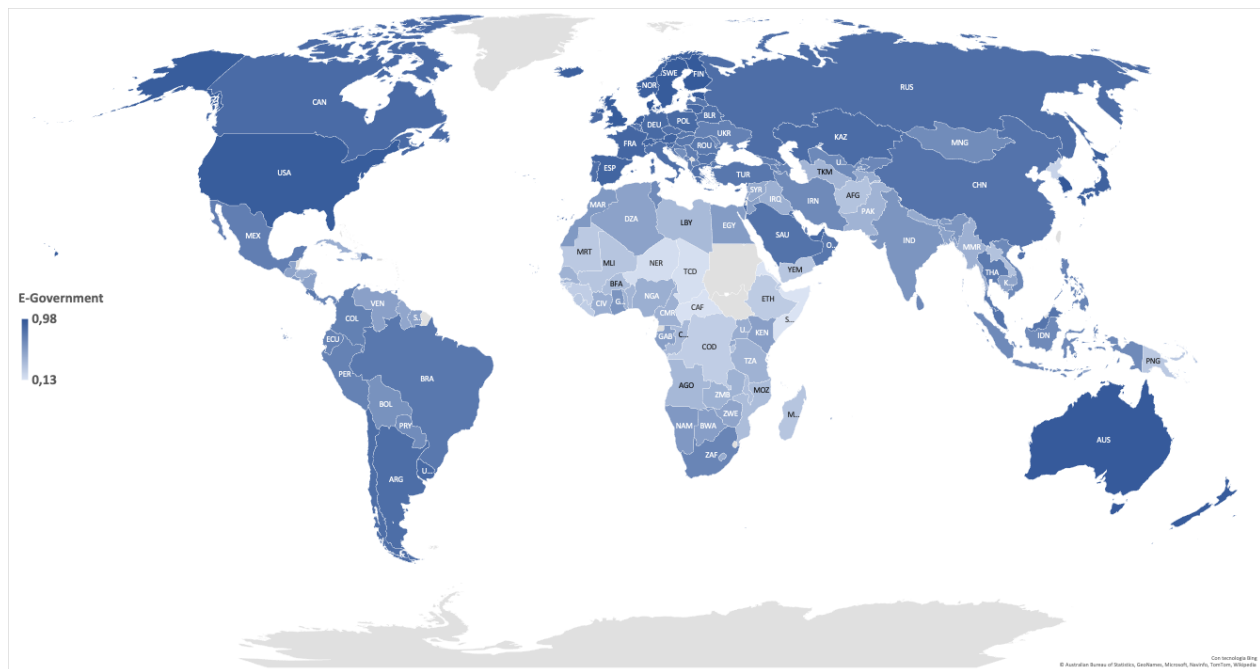 SWE
NOR
FIN
RUS
CAN
DEU
POL
BLR
UKR
KAZ
FRA
ROU
MNG
ESP
TUR
U...
TKM
USA
CHN
SYR
AFG
IRQ
IRN
MAR
PAK
DZA
LBY
EGY
MEX
SAU
O...
IND
MMR
MRT
MLI
NER
TCD
YEM
THA
K...
BFA
E-Government
0,98
0,13
VEN
S...
CIV
G...
NGA
ETH
CMR
CAF
S...
COL
ECU
GAB
C...
U...
KEN
IDN
COD
PNG
PER
BRA
TZA
AGO
MOZ
BOL
ZMB
ZWE
M...
PRY
NAM
BWA
AUS
ZAF
U...
ARG
Con tecnologia Bing
© Australian Bureau of Statistics, GeoNames, Microsoft, Navinfo, TomTom, Wikipedia